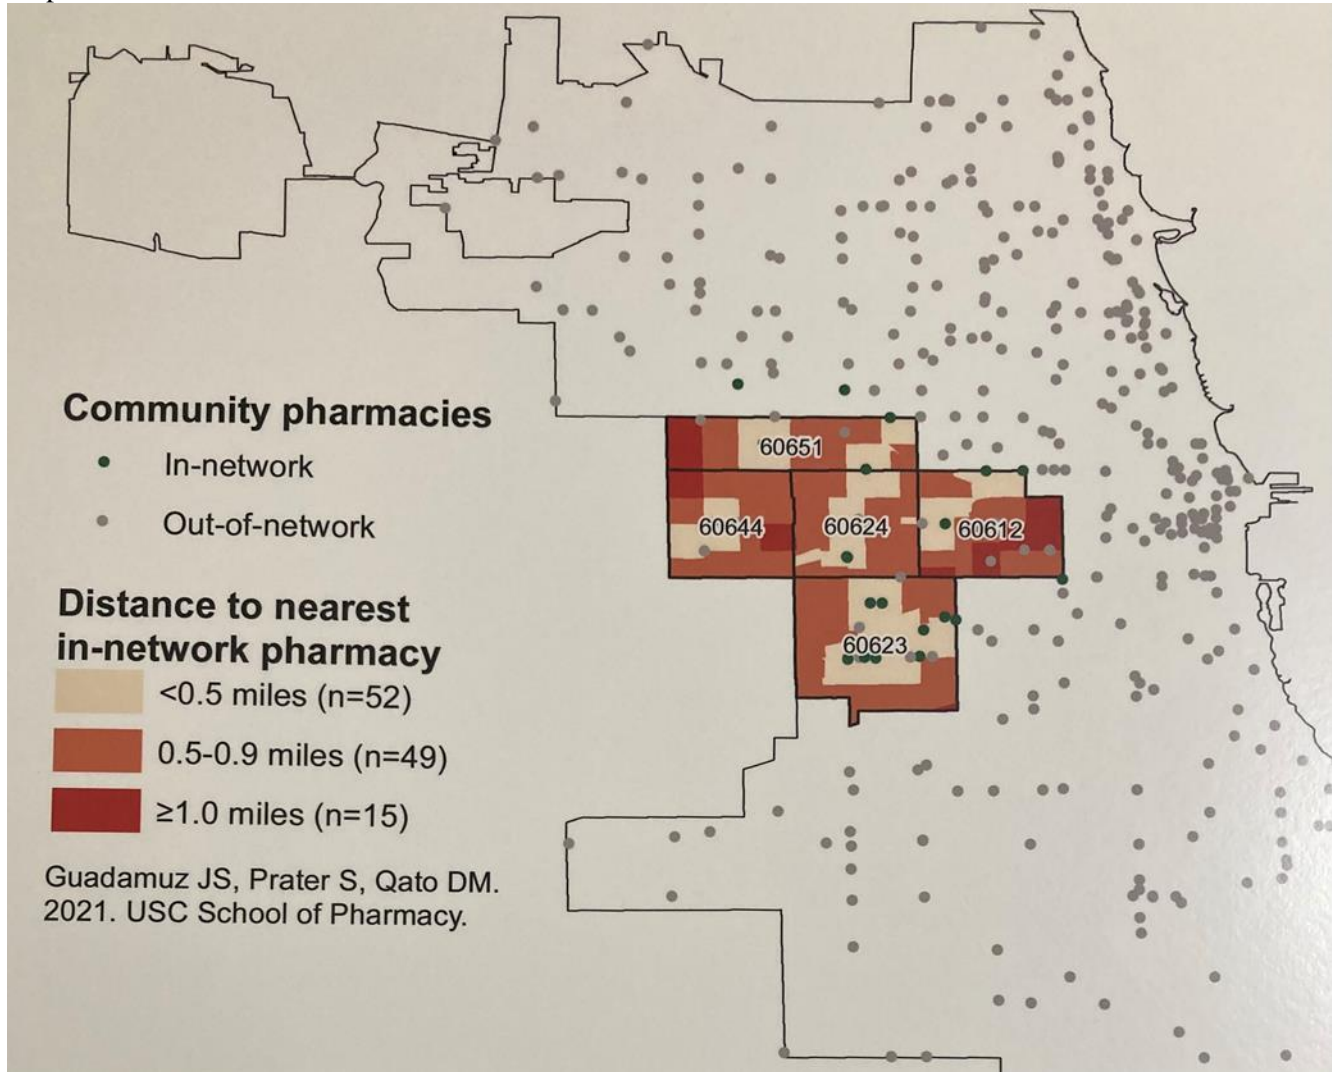 Community pharmacies
In-network
Out-of-network
Distance to nearest
in-network pharmacy
<0.5 miles (n=52)
0.5-0.9 miles (n=49)
≥1.0 miles (n=15)
Guadamuz JS, Prater S, Qato DM.
2021. USC School of Pharmacy.
60651
60644
60624
60612
60623